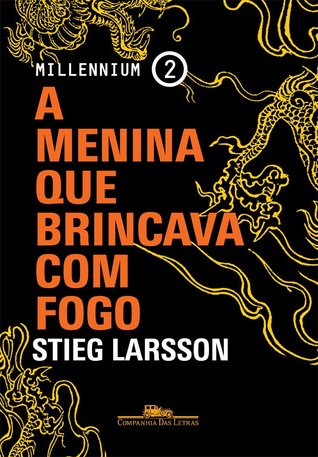 MILLENNIUM 2
A
MENINA
QUE
BRINCAVA
COM
FOGO
STIEG LARSSON
COMPANHIA DAS LETRAS